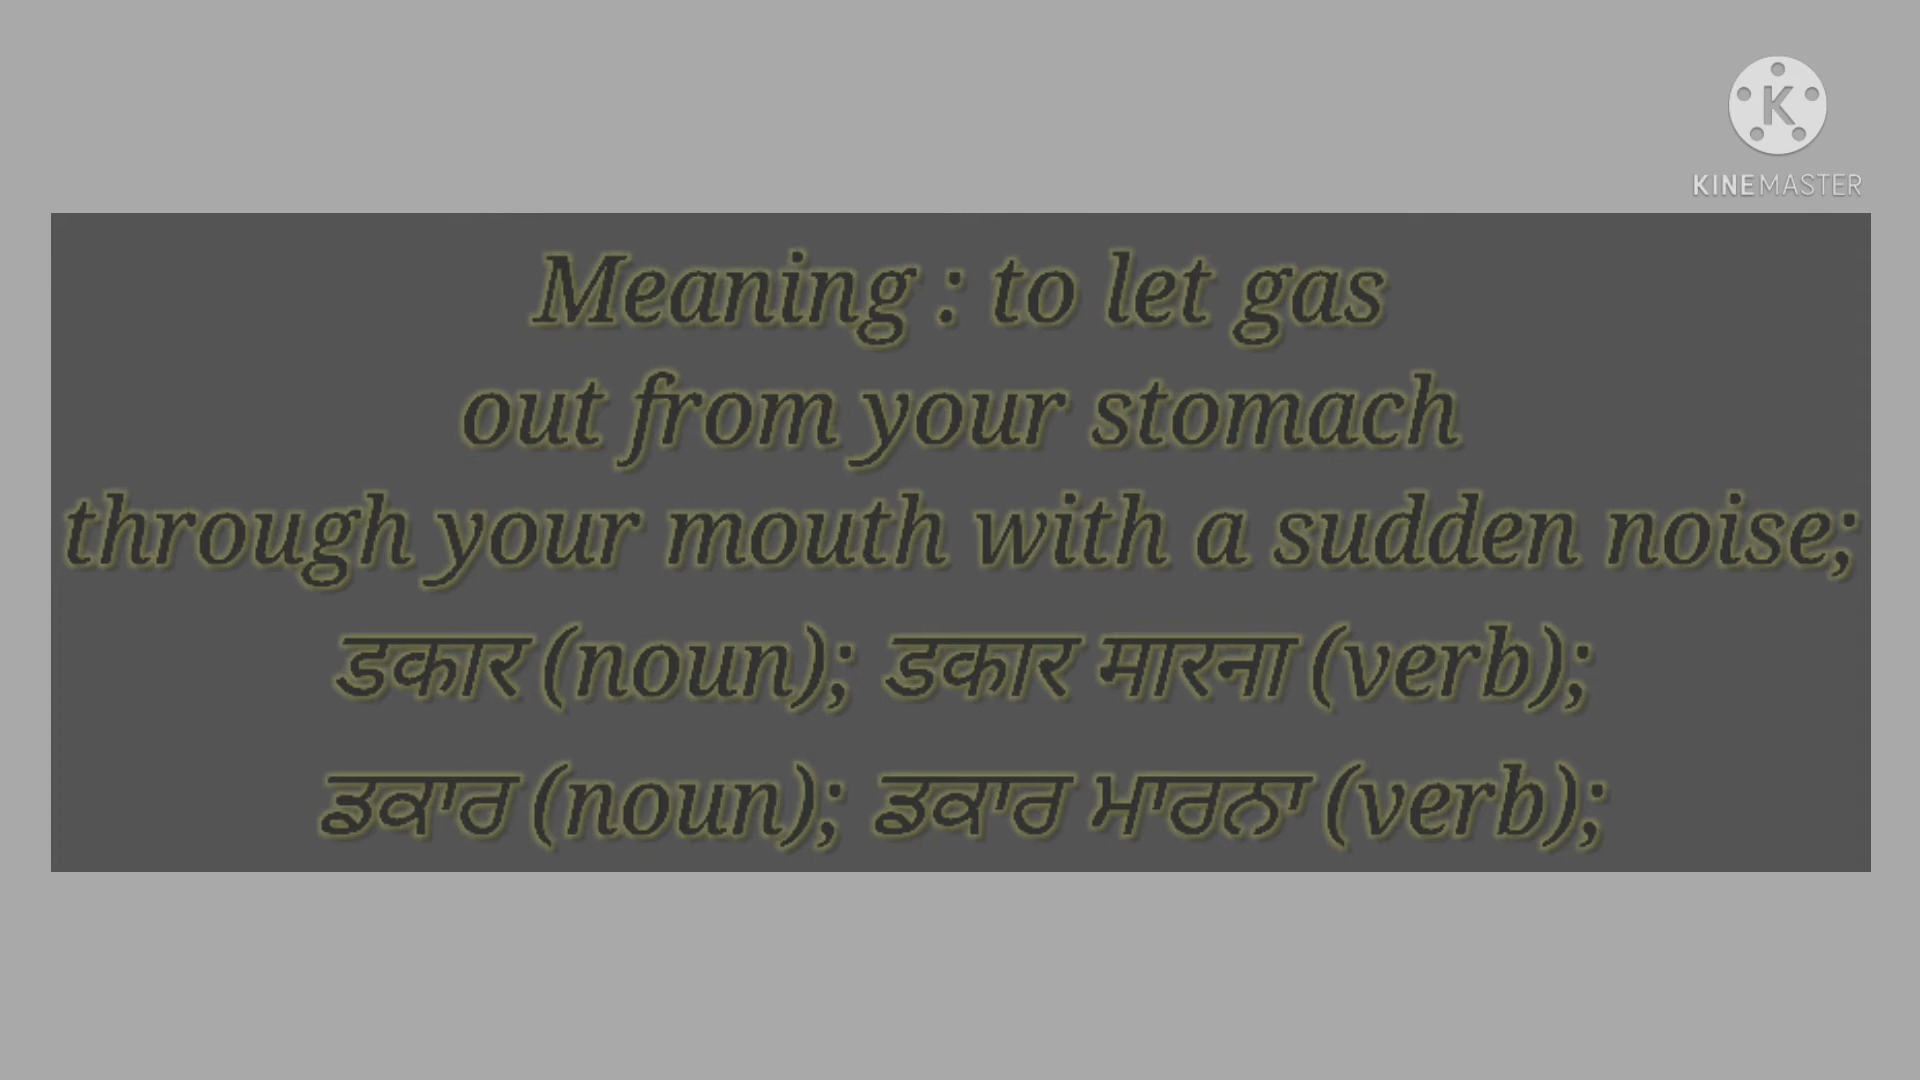 K
KINEMASTER
Meaning : to let gas
out from your stomach
through your mouth with a sudden noise;
डकार (noun); डकार मारना (verb);
ਡਕਾਰ (noun); ਡਕਾਰ ਮਾਰਨਾ (verb);